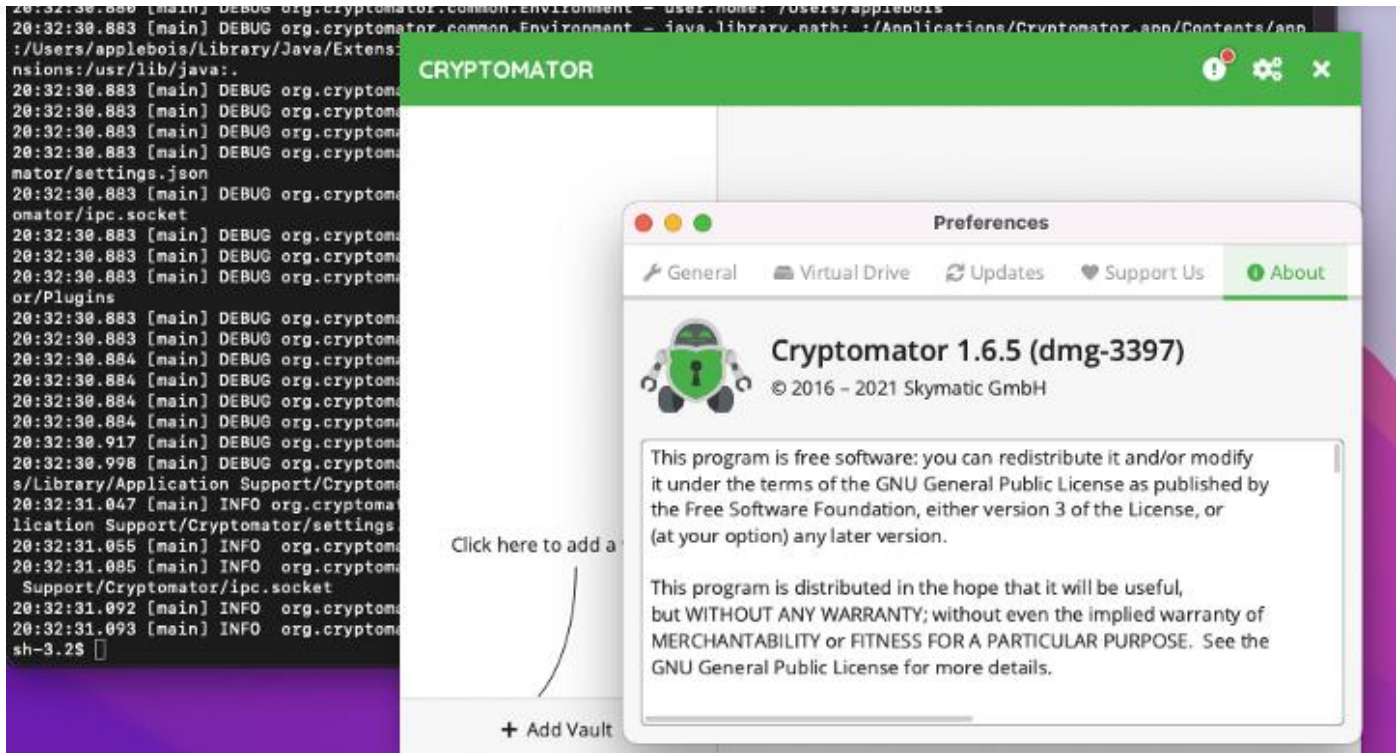 20:32:30.880 [main] DEBUG org.cryptomator.common.Environment - user.home: /Users/applebois
20:32:30.883 [main] DEBUG org.cryptomator.common.Environment - java.library.path: :/Applications/Cryptomator.app/Contents/app
:/Users/applebois/Library/Java/Extens
nsions:/usr/lib/java:.
20:32:30.883 [main] DEBUG org.cryptoma
20:32:30.883 [main] DEBUG org.cryptoma
20:32:30.883 [main] DEBUG org.cryptoma
20:32:30.883 [main] DEBUG org.cryptoma
mator/settings.json
20:32:30.883 [main] DEBUG org.cryptoma
omator/ipc.socket
20:32:30.883 [main] DEBUG org.cryptoma
20:32:30.883 [main] DEBUG org.cryptoma
20:32:30.883 [main] DEBUG org.cryptoma
or/Plugins
20:32:30.883 [main] DEBUG org.cryptoma
20:32:30.883 [main] DEBUG org.cryptoma
20:32:30.884 [main] DEBUG org.cryptoma
20:32:30.884 [main] DEBUG org.cryptoma
20:32:30.884 [main] DEBUG org.cryptoma
20:32:30.884 [main] DEBUG org.cryptoma
20:32:30.917 [main] DEBUG org.cryptoma
20:32:30.998 [main] DEBUG org.cryptoma
s/Library/Application Support/Cryptoma
20:32:31.047 [main] INFO org.cryptomat
lication Support/Cryptomator/settings.
20:32:31.055 [main] INFO org.cryptoma
20:32:31.085 [main] INFO org.cryptoma
Support/Cryptomator/ipc.socket
20:32:31.092 [main] INFO org.cryptoma
20:32:31.093 [main] INFO org.cryptoma
sh-3.2$
CRYPTOMATOR
Click here to add a
+ Add Vault
Preferences
General Virtual Drive Updates Support Us About
Cryptomator 1.6.5 (dmg-3397)
© 2016 – 2021 Skymatic GmbH
This program is free software: you can redistribute it and/or modify
it under the terms of the GNU General Public License as published by
the Free Software Foundation, either version 3 of the License, or
(at your option) any later version.
This program is distributed in the hope that it will be useful,
but WITHOUT ANY WARRANTY; without even the implied warranty of
MERCHANTABILITY or FITNESS FOR A PARTICULAR PURPOSE. See the
GNU General Public License for more details.